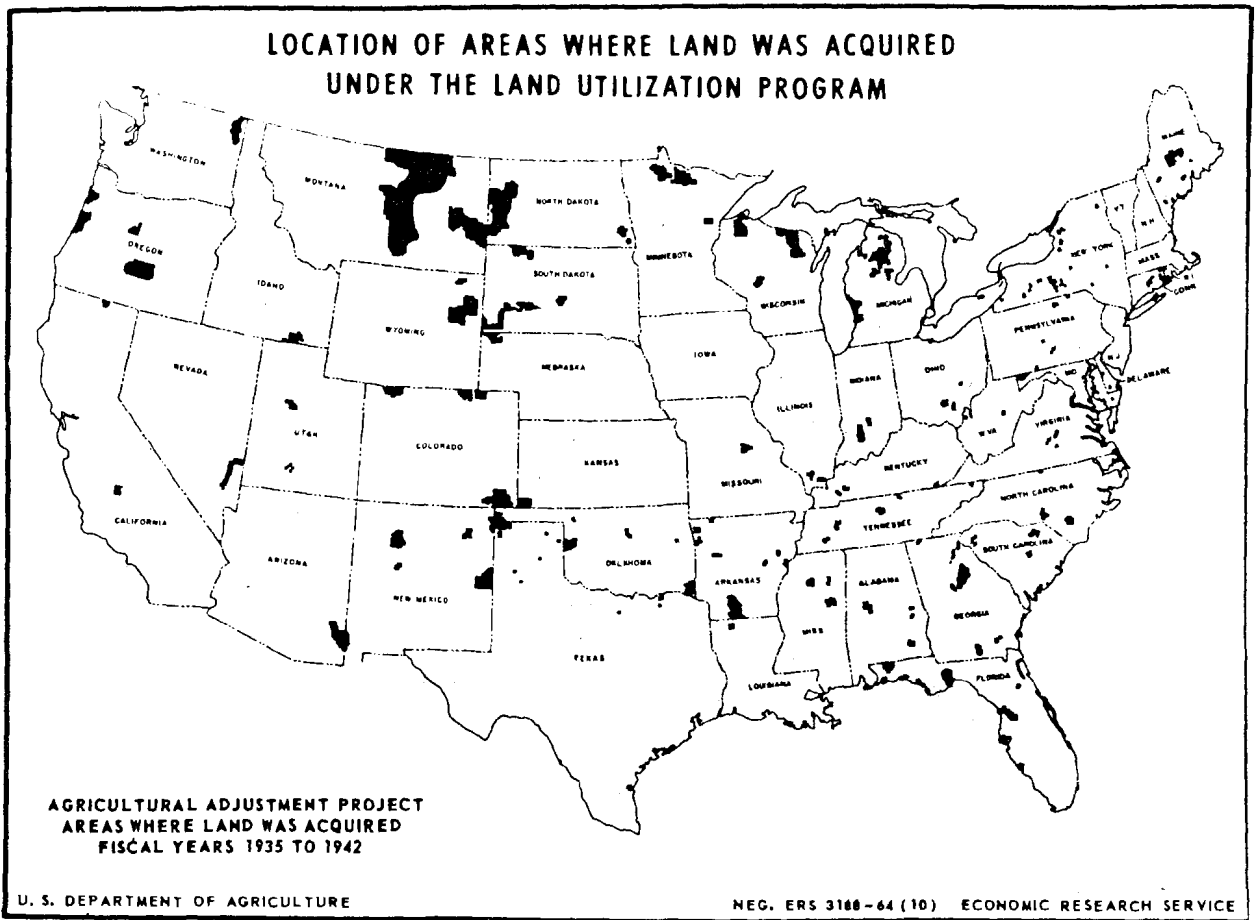 LOCATION OF AREAS WHERE LAND WAS ACQUIRED
UNDER THE LAND UTILIZATION PROGRAM
WASHINGTON
MONTANA
NORTH DAKOTA
MINNESOTA
MAINE
VT
N.H
OREGON
IDAHO
SOUTH DAKOTA
WISCONSIN
MICHIGAN
NEW YORK
MASS
R I
CONN
WYOMING
PENNSYLVANIA
N J
NEVADA
NEBRASKA
IOWA
INDIANA
OHIO
MD
DELAWARE
UTAH
COLORADO
KANSAS
ILLINOIS
W.VA
VIRGINIA
MISSOURI
KENTUCKY
CALIFORNIA
ARIZONA
NEW MEXICO
OKLAHOMA
ARKANSAS
TENNESSEE
NORTH CAROLINA
SOUTH CAROLINA
MISS
ALABAMA
GEORGIA
TEXAS
LOUISIANA
FLORIDA
AGRICULTURAL ADJUSTMENT PROJECT
AREAS WHERE LAND WAS ACQUIRED
FISCAL YEARS 1935 TO 1942
U. S. DEPARTMENT OF AGRICULTURE
NEG. ERS 3188-64 (10) ECONOMIC RESEARCH SERVICE